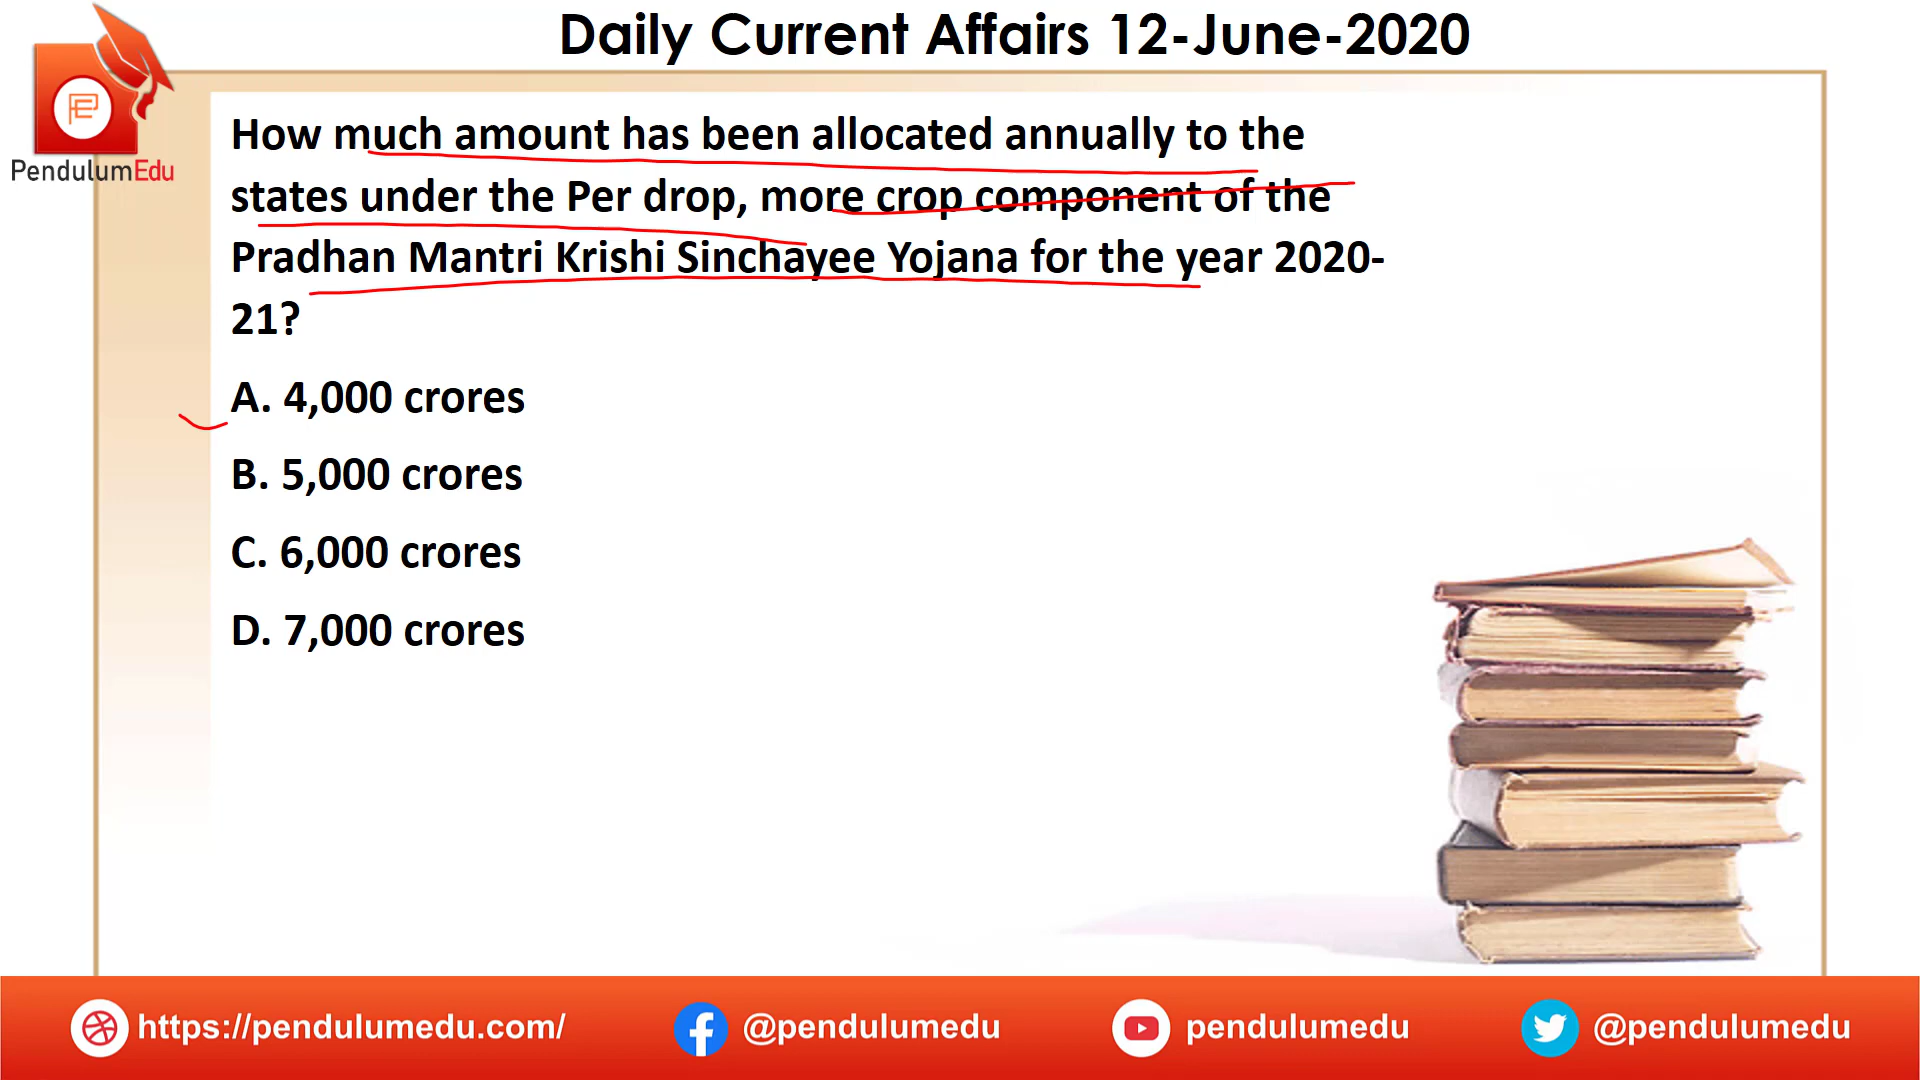 Daily Current Affairs 12-June-2020
PendulumEdu
How much amount has been allocated annually to the
states under the Per drop, more crop component of the
Pradhan Mantri Krishi Sinchayee Yojana for the year 2020-
21?
A. 4,000 crores
B. 5,000 crores
C. 6,000 crores
D. 7,000 crores
https://pendulumedu.com/ @pendulumedu pendulumedu @pendulumedu